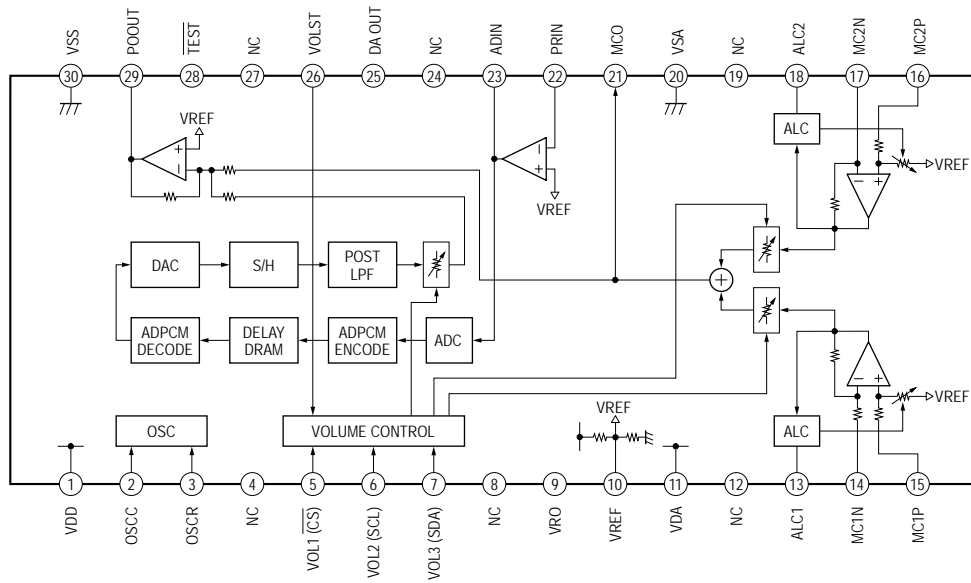 VSS POOUT TEST NC VOLST DA OUT NC ADIN PRIN MCO VSA NC ALC2 MC2N MC2P
30 29 28 27 26 25 24 23 22 21 20 19 18 17 16
VREF
+
−
+
−
VREF
ALC
VREF
− +
DAC
S/H
POST
LPF
+
ADPCM
DECODE
DELAY
DRAM
ADPCM
ENCODE
ADC
− +
VREF
OSC
VOLUME CONTROL
VREF
ALC
1 2 3 4 5 6 7 8 9 10 11 12 13 14 15
VDD OSCC OSCR NC VOL1 (CS) VOL2 (SCL) VOL3 (SDA) NC VRO VREF VDA NC ALC1 MC1N MC1P